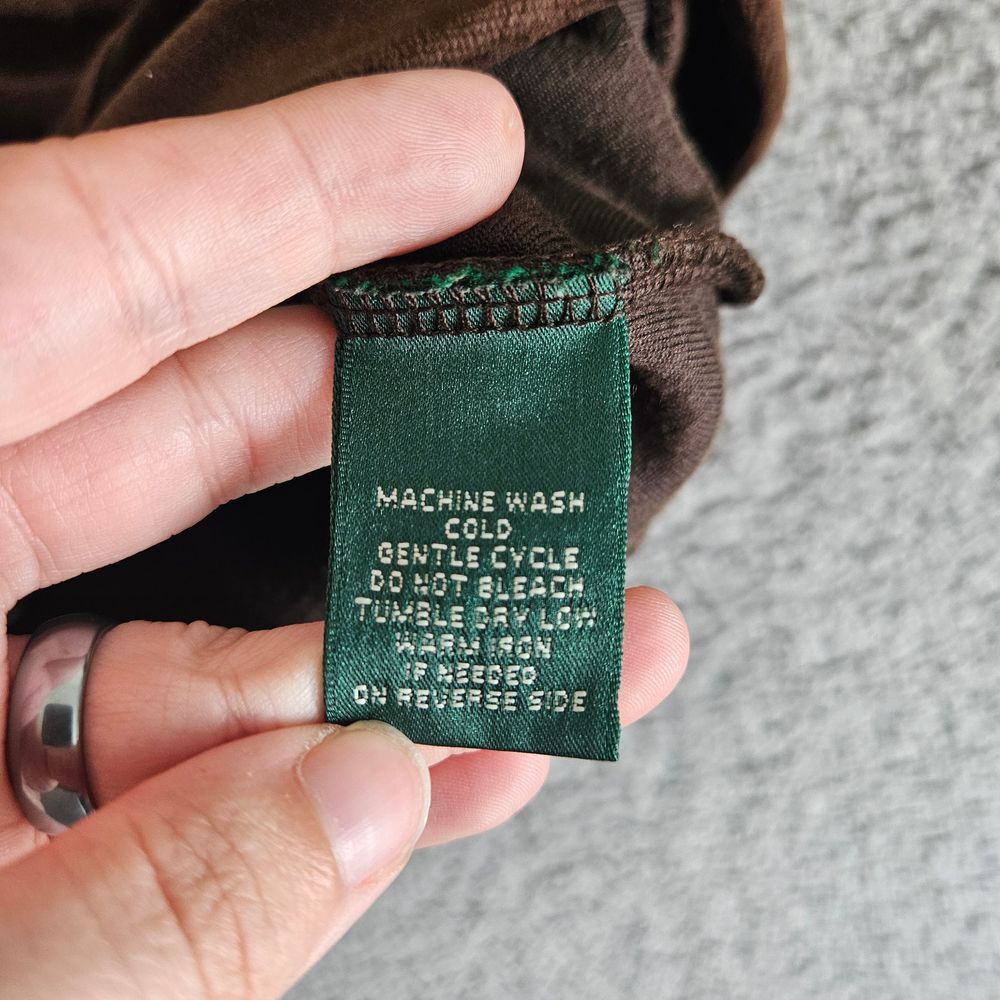 MACHINE WASH
COLD
GENTLE CYCLE
DO NOT BLEACH
TUMBLE DRY LOW
WARM IRON
IF NEEDED
ON REVERSE SIDE